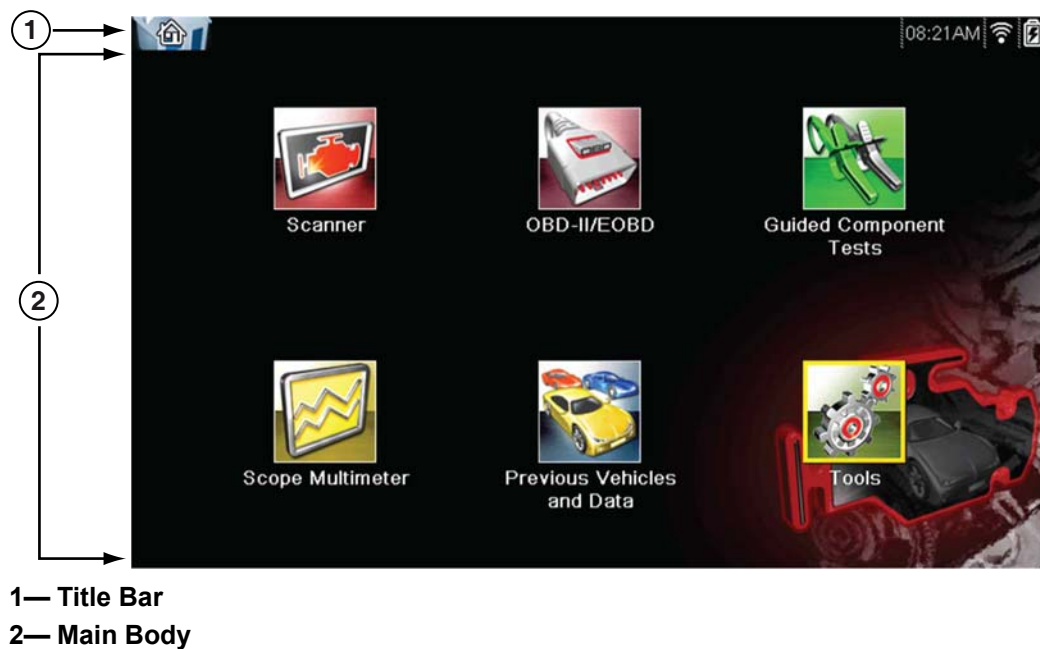 1
08:21AM
2
Scanner
OBD-II/EOBD
Guided Component
Tests
Scope Multimeter
Previous Vehicles
and Data
Tools
1— Title Bar
2— Main Body